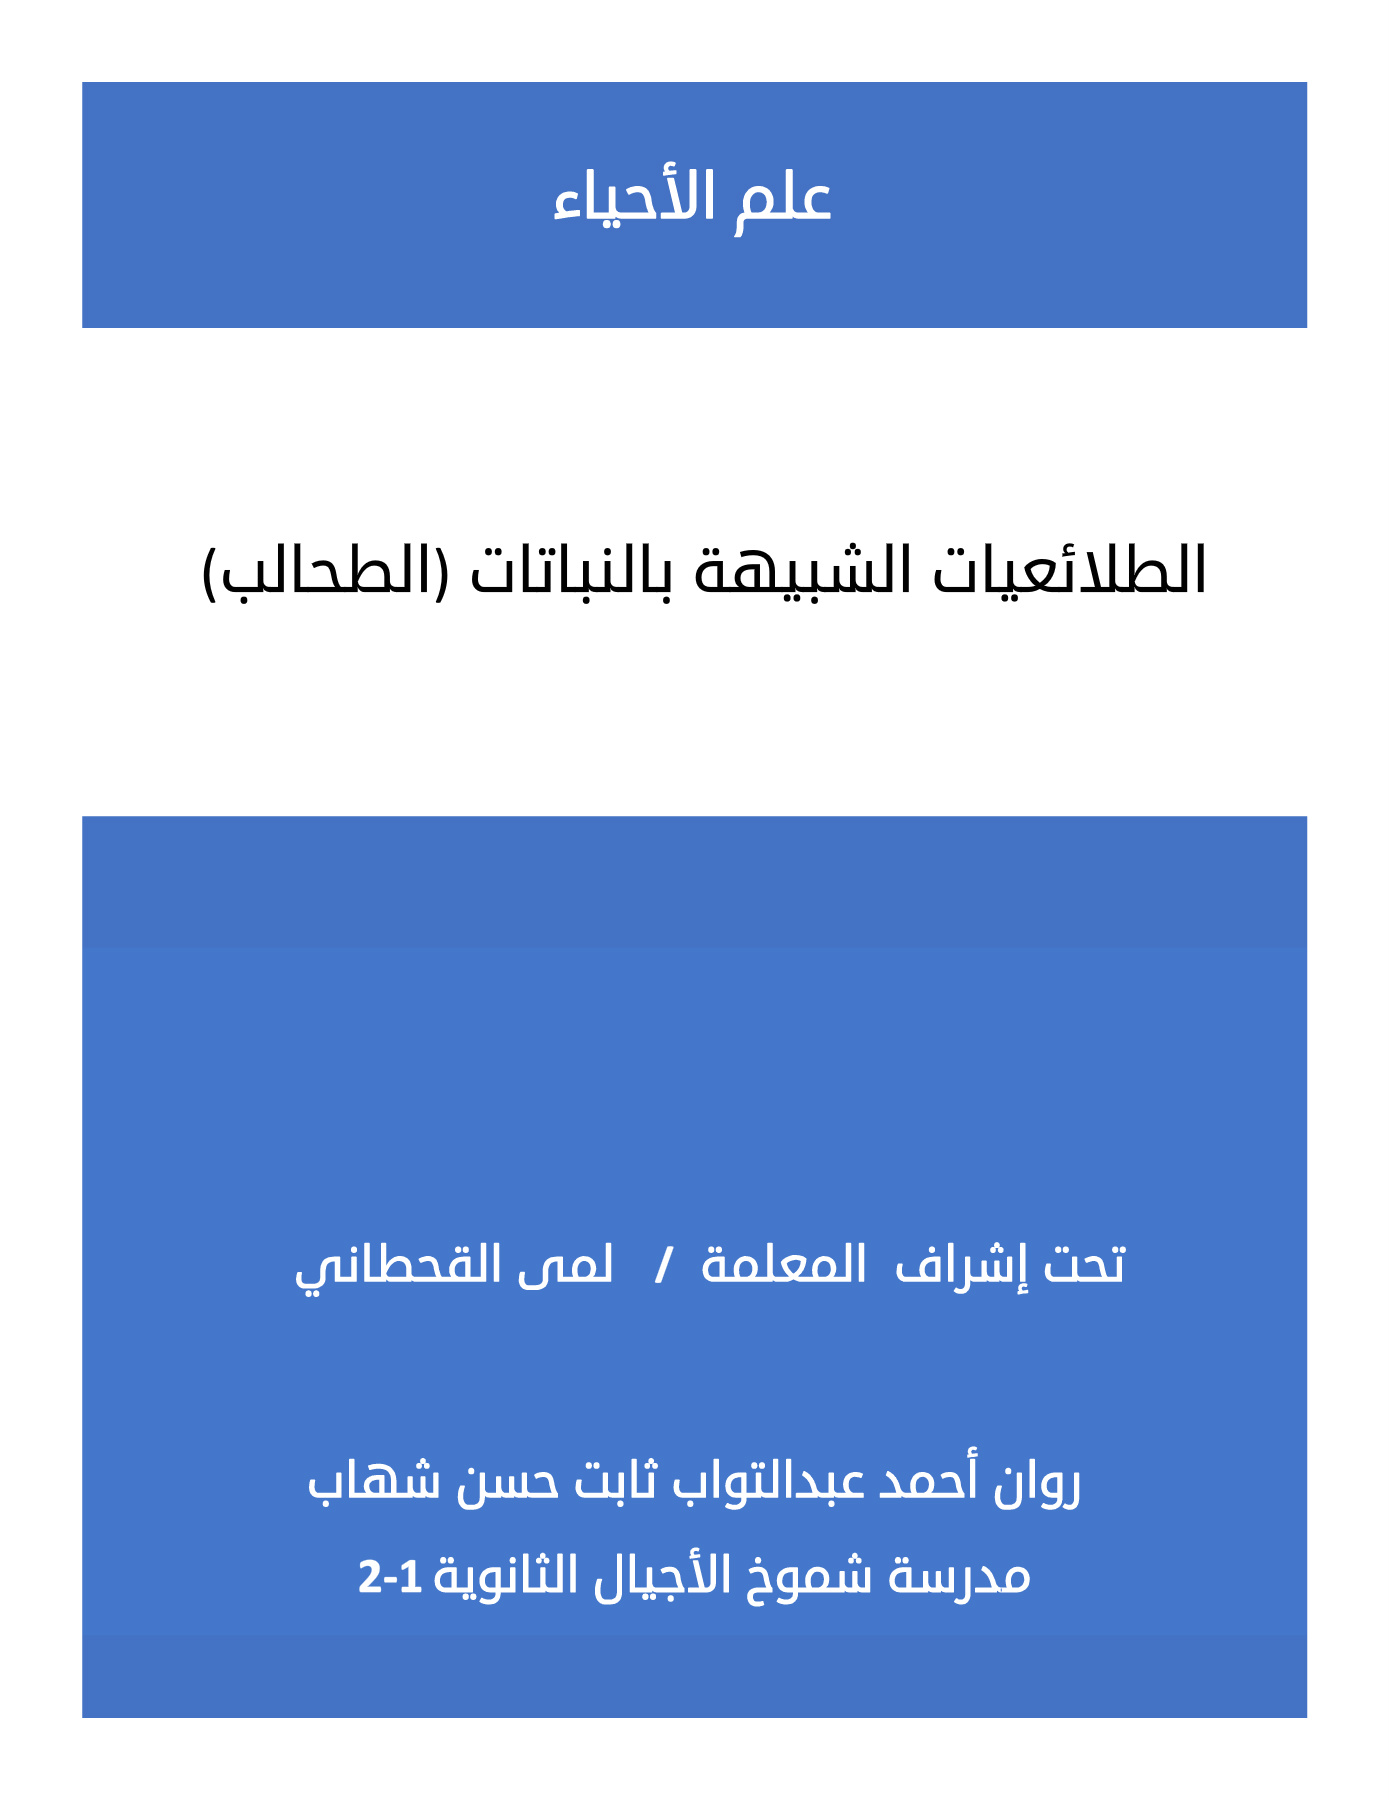 علم الأحياء
الطلائعيات الشبيهة بالنباتات (الطحالب)
تحت إشراف المعلمة / لمى القحطاني
روان أحمد عبدالتواب ثابت حسن شهاب
مدرسة شموخ الأجيال الثانوية 1-2